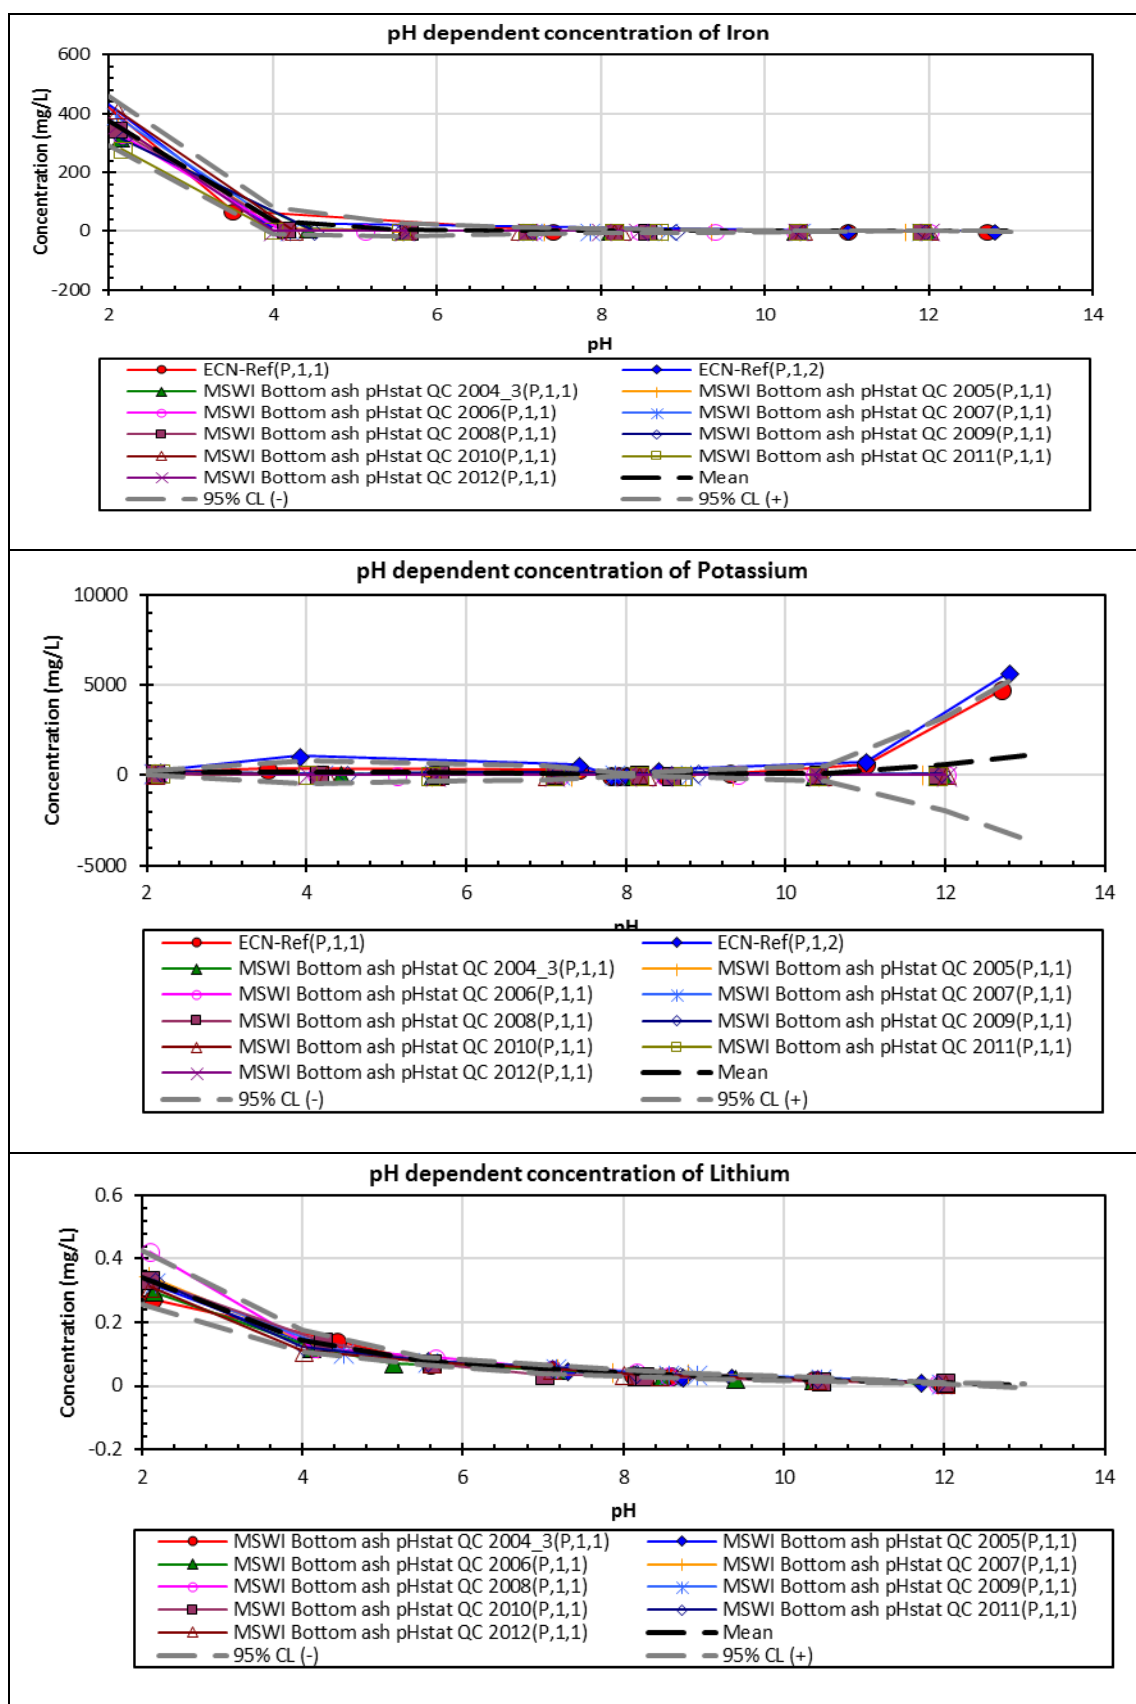 pH dependent concentration of Iron
Concentration (mg/L)
600
400
200
0
-200
2 4 6 8 10 12 14
pH
ECN-Ref(P,1,1) ECN-Ref(P,1,2)
MSWI Bottom ash pHstat QC 2004_3(P,1,1) MSWI Bottom ash pHstat QC 2005(P,1,1)
MSWI Bottom ash pHstat QC 2006(P,1,1) MSWI Bottom ash pHstat QC 2007(P,1,1)
MSWI Bottom ash pHstat QC 2008(P,1,1) MSWI Bottom ash pHstat QC 2009(P,1,1)
MSWI Bottom ash pHstat QC 2010(P,1,1) MSWI Bottom ash pHstat QC 2011(P,1,1)
MSWI Bottom ash pHstat QC 2012(P,1,1) Mean
95% CL (-) 95% CL (+)
pH dependent concentration of Potassium
Concentration (mg/L)
10000
5000
0
-5000
2 4 6 8 10 12 14
pH
ECN-Ref(P,1,1) ECN-Ref(P,1,2)
MSWI Bottom ash pHstat QC 2004_3(P,1,1) MSWI Bottom ash pHstat QC 2005(P,1,1)
MSWI Bottom ash pHstat QC 2006(P,1,1) MSWI Bottom ash pHstat QC 2007(P,1,1)
MSWI Bottom ash pHstat QC 2008(P,1,1) MSWI Bottom ash pHstat QC 2009(P,1,1)
MSWI Bottom ash pHstat QC 2010(P,1,1) MSWI Bottom ash pHstat QC 2011(P,1,1)
MSWI Bottom ash pHstat QC 2012(P,1,1) Mean
95% CL (-) 95% CL (+)
pH dependent concentration of Lithium
Concentration (mg/L)
0.6
0.4
0.2
0
-0.2
2 4 6 8 10 12 14
pH
MSWI Bottom ash pHstat QC 2004_3(P,1,1) MSWI Bottom ash pHstat QC 2005(P,1,1)
MSWI Bottom ash pHstat QC 2006(P,1,1) MSWI Bottom ash pHstat QC 2007(P,1,1)
MSWI Bottom ash pHstat QC 2008(P,1,1) MSWI Bottom ash pHstat QC 2009(P,1,1)
MSWI Bottom ash pHstat QC 2010(P,1,1) MSWI Bottom ash pHstat QC 2011(P,1,1)
MSWI Bottom ash pHstat QC 2012(P,1,1) Mean
95% CL (-) 95% CL (+)